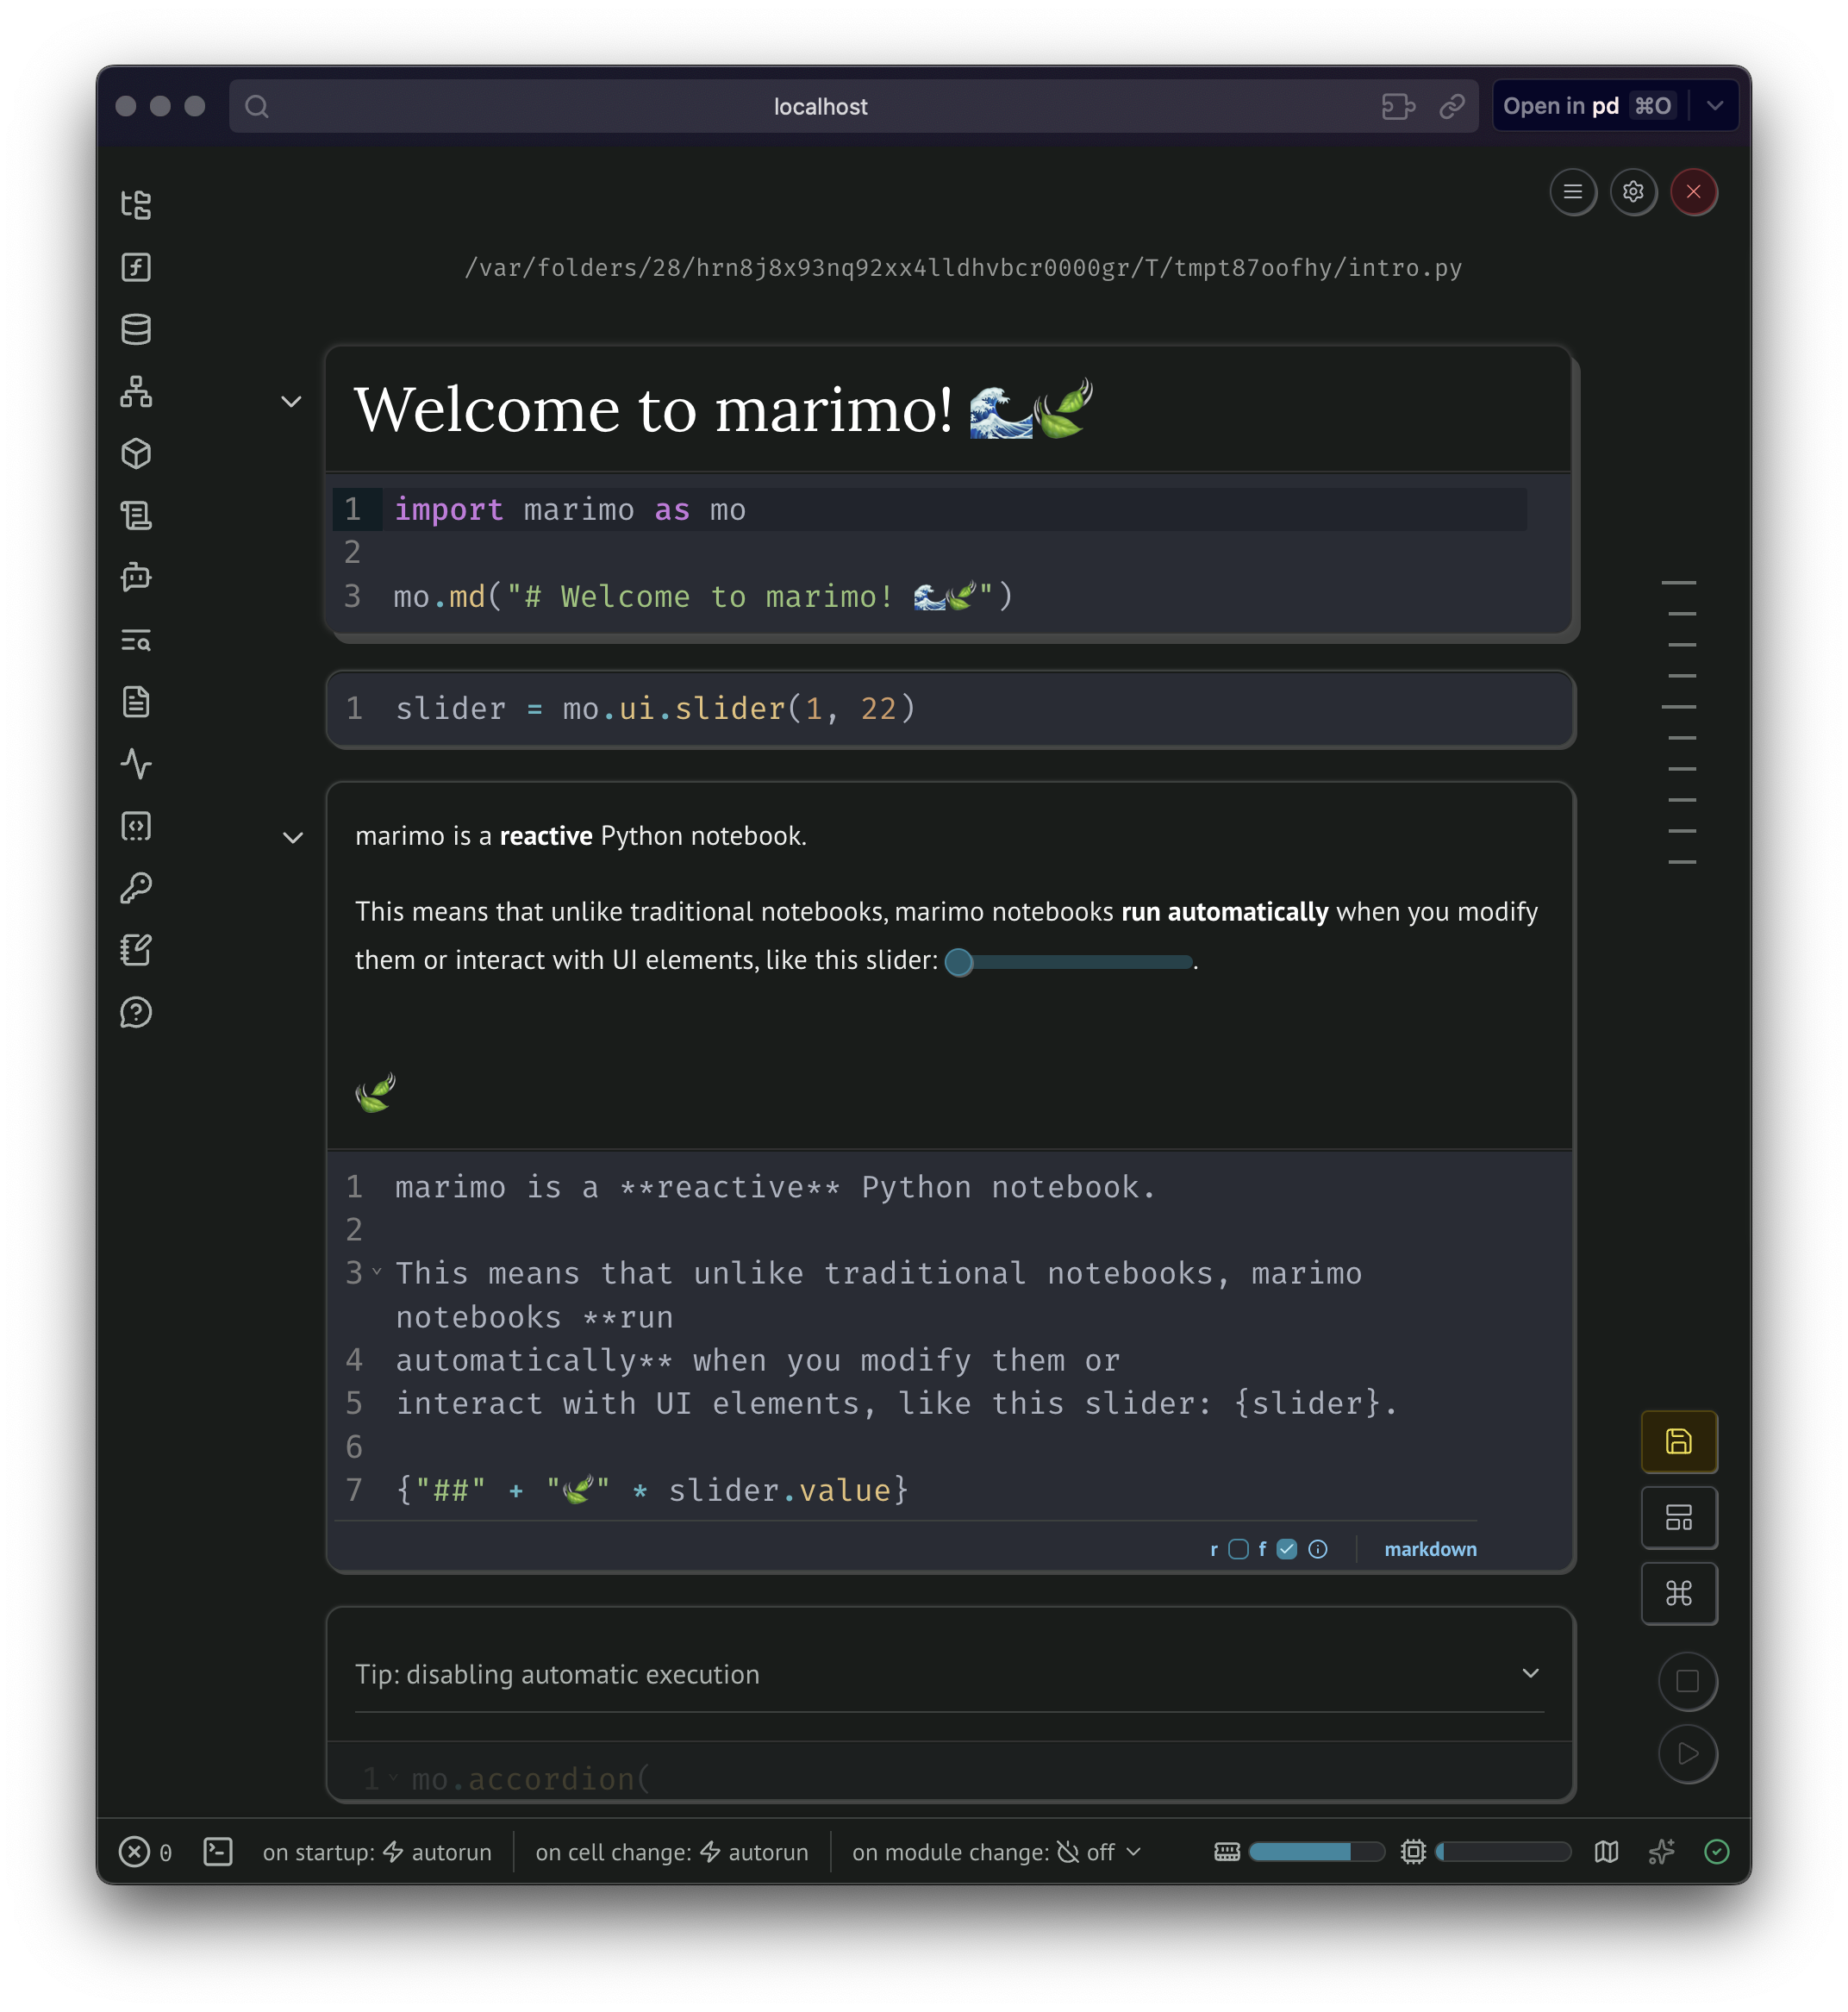 localhost
Open in pd ⌘O
/var/folders/28/hrn8j8x93nq92xx4lldhvbcr0000gr/T/tmpt87oofhy/intro.py
Welcome to marimo! 🌊🍃
1 import marimo as mo
2
3 mo.md("# Welcome to marimo! 🌊🍃")
1 slider = mo.ui.slider(1, 22)
marimo is a reactive Python notebook.
This means that unlike traditional notebooks, marimo notebooks run automatically when you modify
them or interact with UI elements, like this slider: .
🍃
1 marimo is a **reactive** Python notebook.
2
3 This means that unlike traditional notebooks, marimo
notebooks **run
4 automatically** when you modify them or
5 interact with UI elements, like this slider: {slider}.
6
7 {"##" + "🍃" * slider.value}
r f markdown
Tip: disabling automatic execution
1 mo.accordion(
0 on startup: autorun on cell change: autorun on module change: off